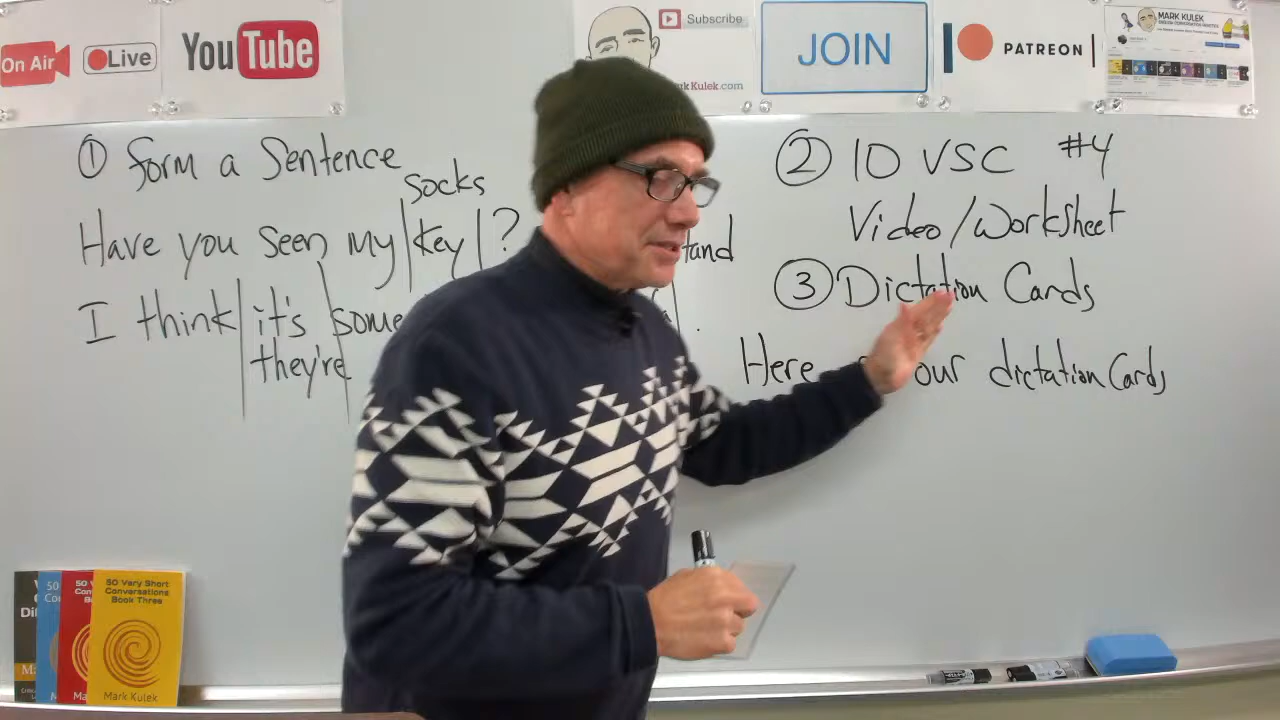 On Air
Live
YouTube
Subscribe
rkKulek.com
JOIN
PATREON
MARK KULEK
① Form a Sentence
socks
Have you seen my | key | ?
tand
I think | it's | some
they're
② 10 VSC #4
Video/Worksheet
③ Dictation Cards
Here our dictation Cards
50 Very Short
Conversations
Book Three
Mark Kulek